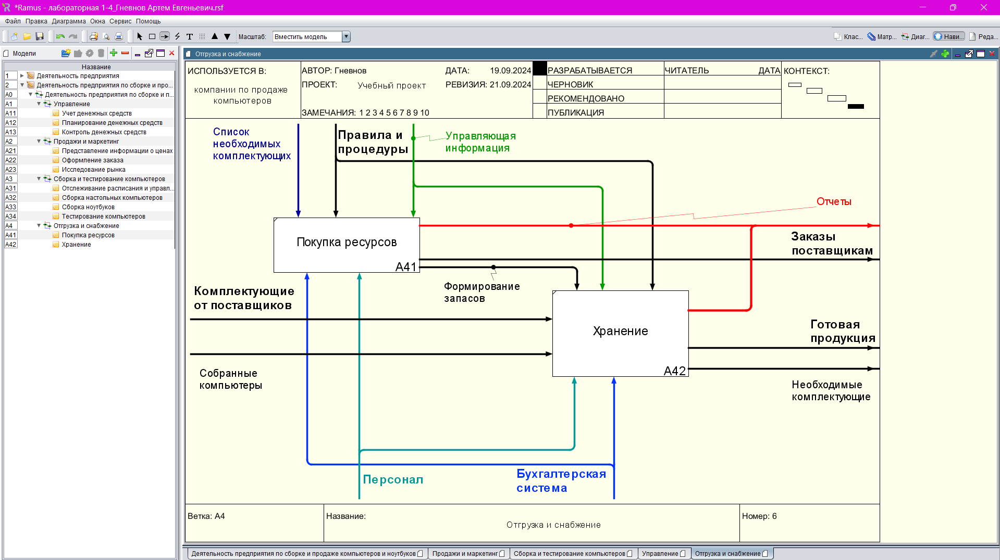 *Ramus - лабораторная 1-4_Гневнов Артем Евгеньевич.rsf
Файл Правка Диаграмма Окна Сервис Помощь
Масштаб: Вместить модель
Клас... Матр... Диаг... Нави... Реда...
Модели
Название
1 Деятельность предприятия
2 Деятельность предприятия по сборке и про...
A0 Деятельность предприятия по сборке и п...
A1 Управление
A11 Учет денежных средств
A12 Планирование денежных средств
A13 Контроль денежных средств
A2 Продажи и маркетинг
A21 Представление информации о ценах
A22 Оформление заказа
A23 Исследование рынка
A3 Сборка и тестирование компьютеров
A31 Отслеживание расписания и управл...
A32 Сборка настольных компьютеров
A33 Сборка ноутбуков
A34 Тестирование компьютеров
A4 Отгрузка и снабжение
A41 Покупка ресурсов
A42 Хранение
Отгрузка и снабжение
ИСПОЛЬЗУЕТСЯ В:
компании по продаже
компьютеров
АВТОР: Гневнов
ДАТА: 19.09.2024
ПРОЕКТ: Учебный проект
РЕВИЗИЯ: 21.09.2024
ЗАМЕЧАНИЯ: 1 2 3 4 5 6 7 8 9 10
РАЗРАБАТЫВАЕТСЯ
ЧЕРНОВИК
РЕКОМЕНДОВАНО
ПУБЛИКАЦИЯ
ЧИТАТЕЛЬ ДАТА
КОНТЕКСТ:
Список
необходимых
комплектующих
Правила и
процедуры
Управляющая
информация
Отчеты
Покупка ресурсов
A41
Заказы
поставщикам
Формирование
запасов
Комплектующие
от поставщиков
Хранение
A42
Готовая
продукция
Собранные
компьютеры
Необходимые
комплектующие
Персонал
Бухгалтерская
система
Ветка: A4
Название:
Отгрузка и снабжение
Номер: 6
Деятельность предприятия по сборке и продаже компьютеров и ноутбуков
Продажи и маркетинг
Сборка и тестирование компьютеров
Управление
Отгрузка и снабжение